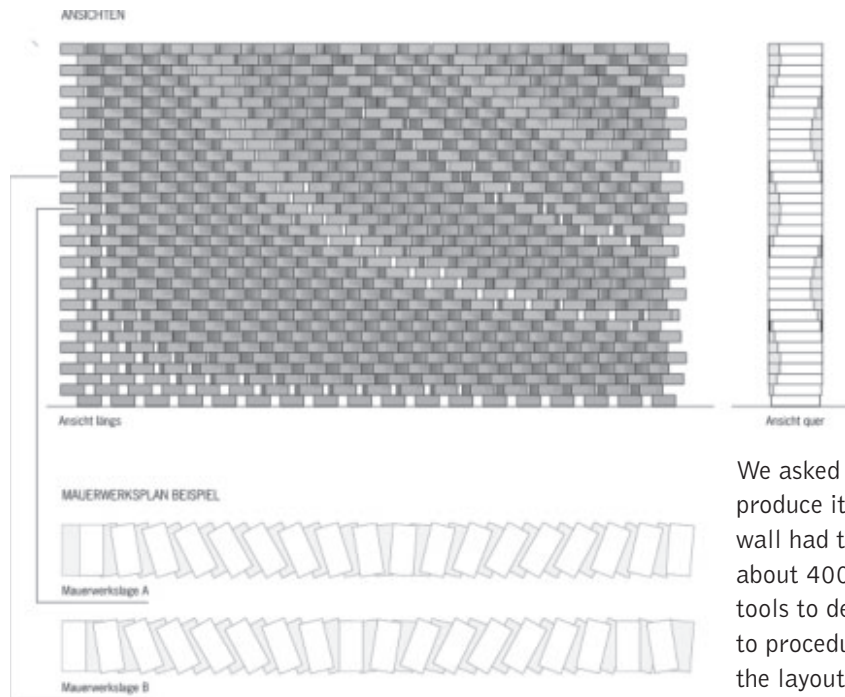 ANSICHTEN
Ansicht längs
Ansicht quer
MAUERWERKSPLAN BEISPIEL
Mauerwerkslage A
Mauerwerkslage B
We asked
produce it
wall had t
about 400
tools to de
to procedu
the layout